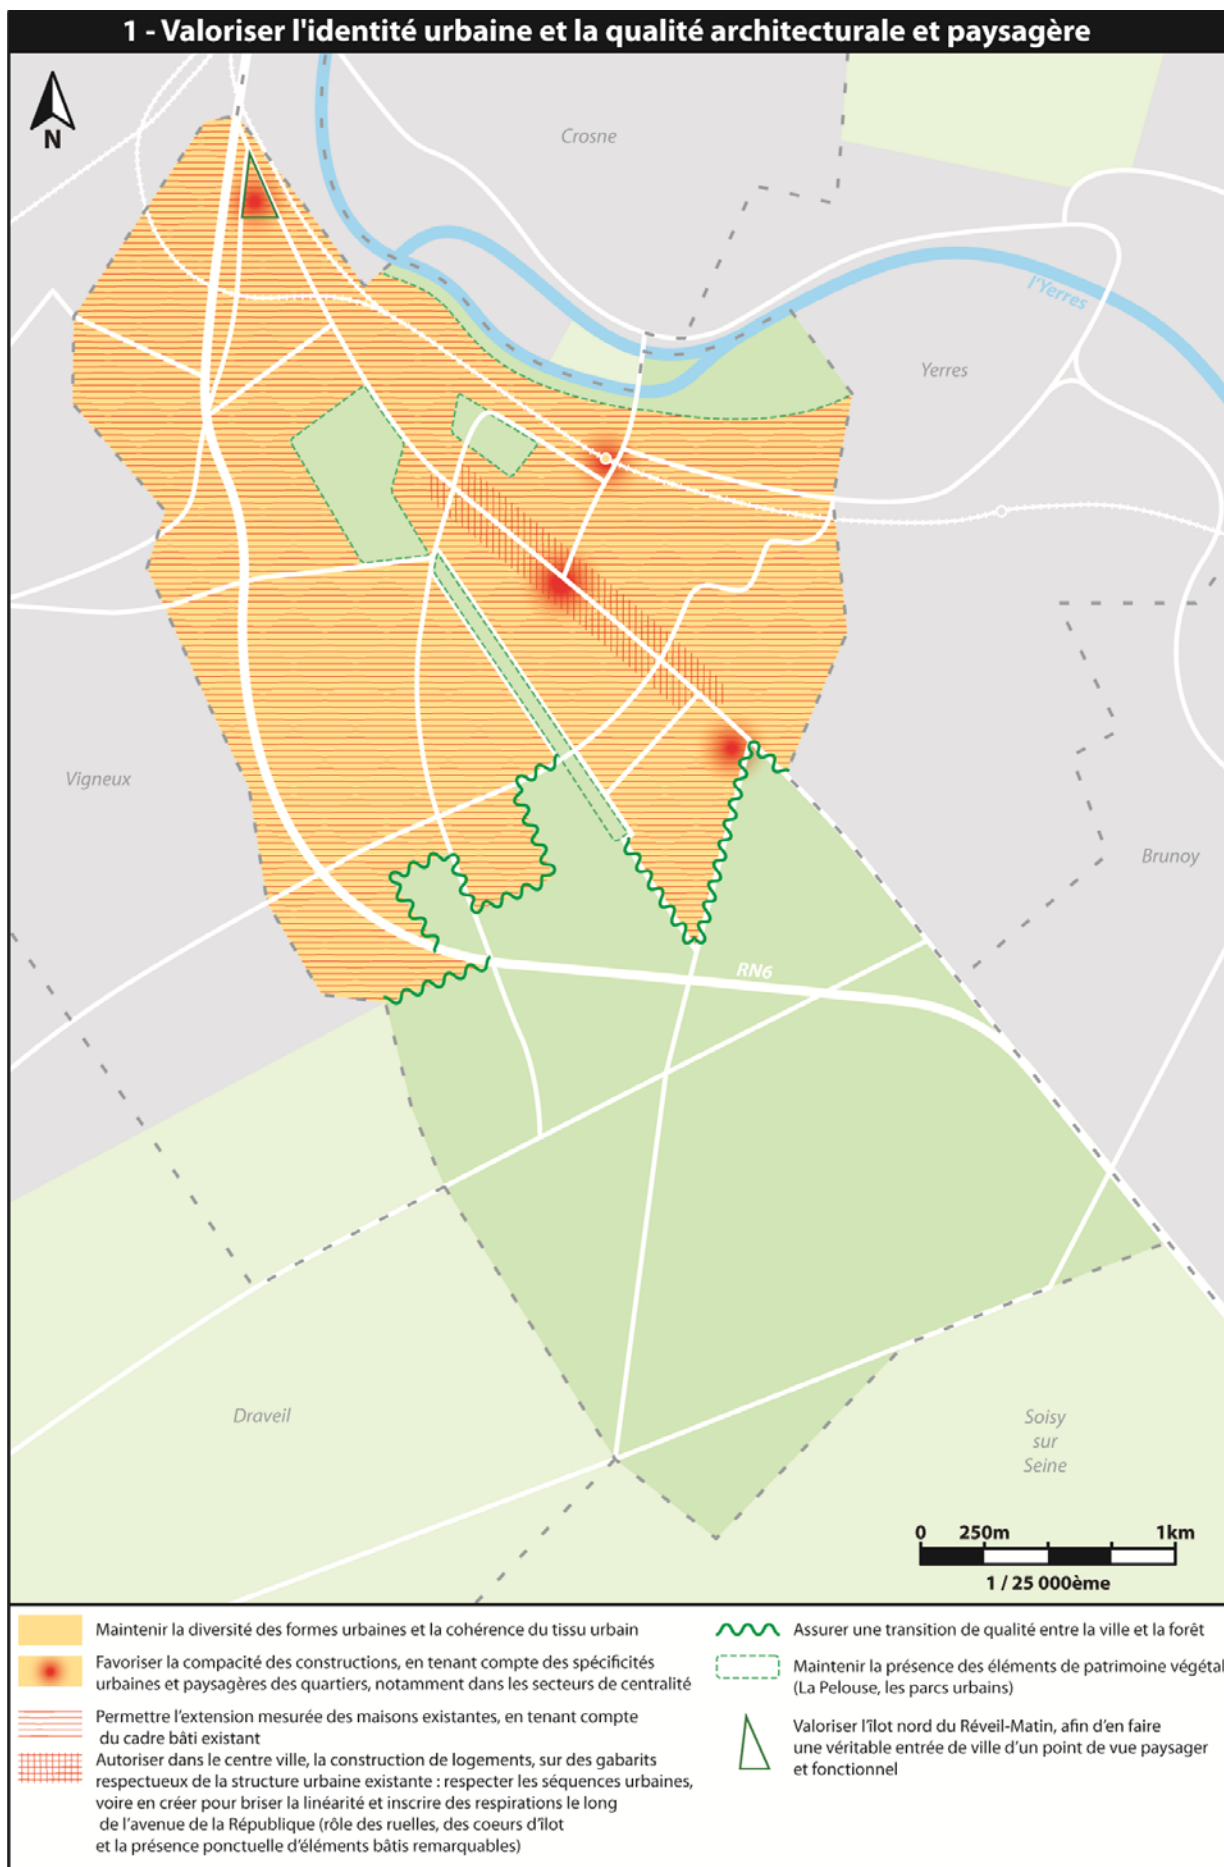 1 - Valoriser l'identité urbaine et la qualité architecturale et paysagère
N
Crosne
l'Yerres
Yerres
Vigneux
Brunoy
RN6
Draveil
Soisy
sur
Seine
0 250m 1km
1 / 25 000ème
Maintenir la diversité des formes urbaines et la cohérence du tissu urbain
Favoriser la compacité des constructions, en tenant compte des spécificités
urbaines et paysagères des quartiers, notamment dans les secteurs de centralité
Permettre l'extension mesurée des maisons existantes, en tenant compte
du cadre bâti existant
Autoriser dans le centre ville, la construction de logements, sur des gabarits
respectueux de la structure urbaine existante : respecter les séquences urbaines,
voire en créer pour briser la linéarité et inscrire des respirations le long
de l'avenue de la République (rôle des ruelles, des coeurs d'îlot
et la présence ponctuelle d'éléments bâtis remarquables)
Assurer une transition de qualité entre la ville et la forêt
Maintenir la présence des éléments de patrimoine végétal
(La Pelouse, les parcs urbains)
Valoriser l'îlot nord du Réveil-Matin, afin d'en faire
une véritable entrée de ville d'un point de vue paysager
et fonctionnel